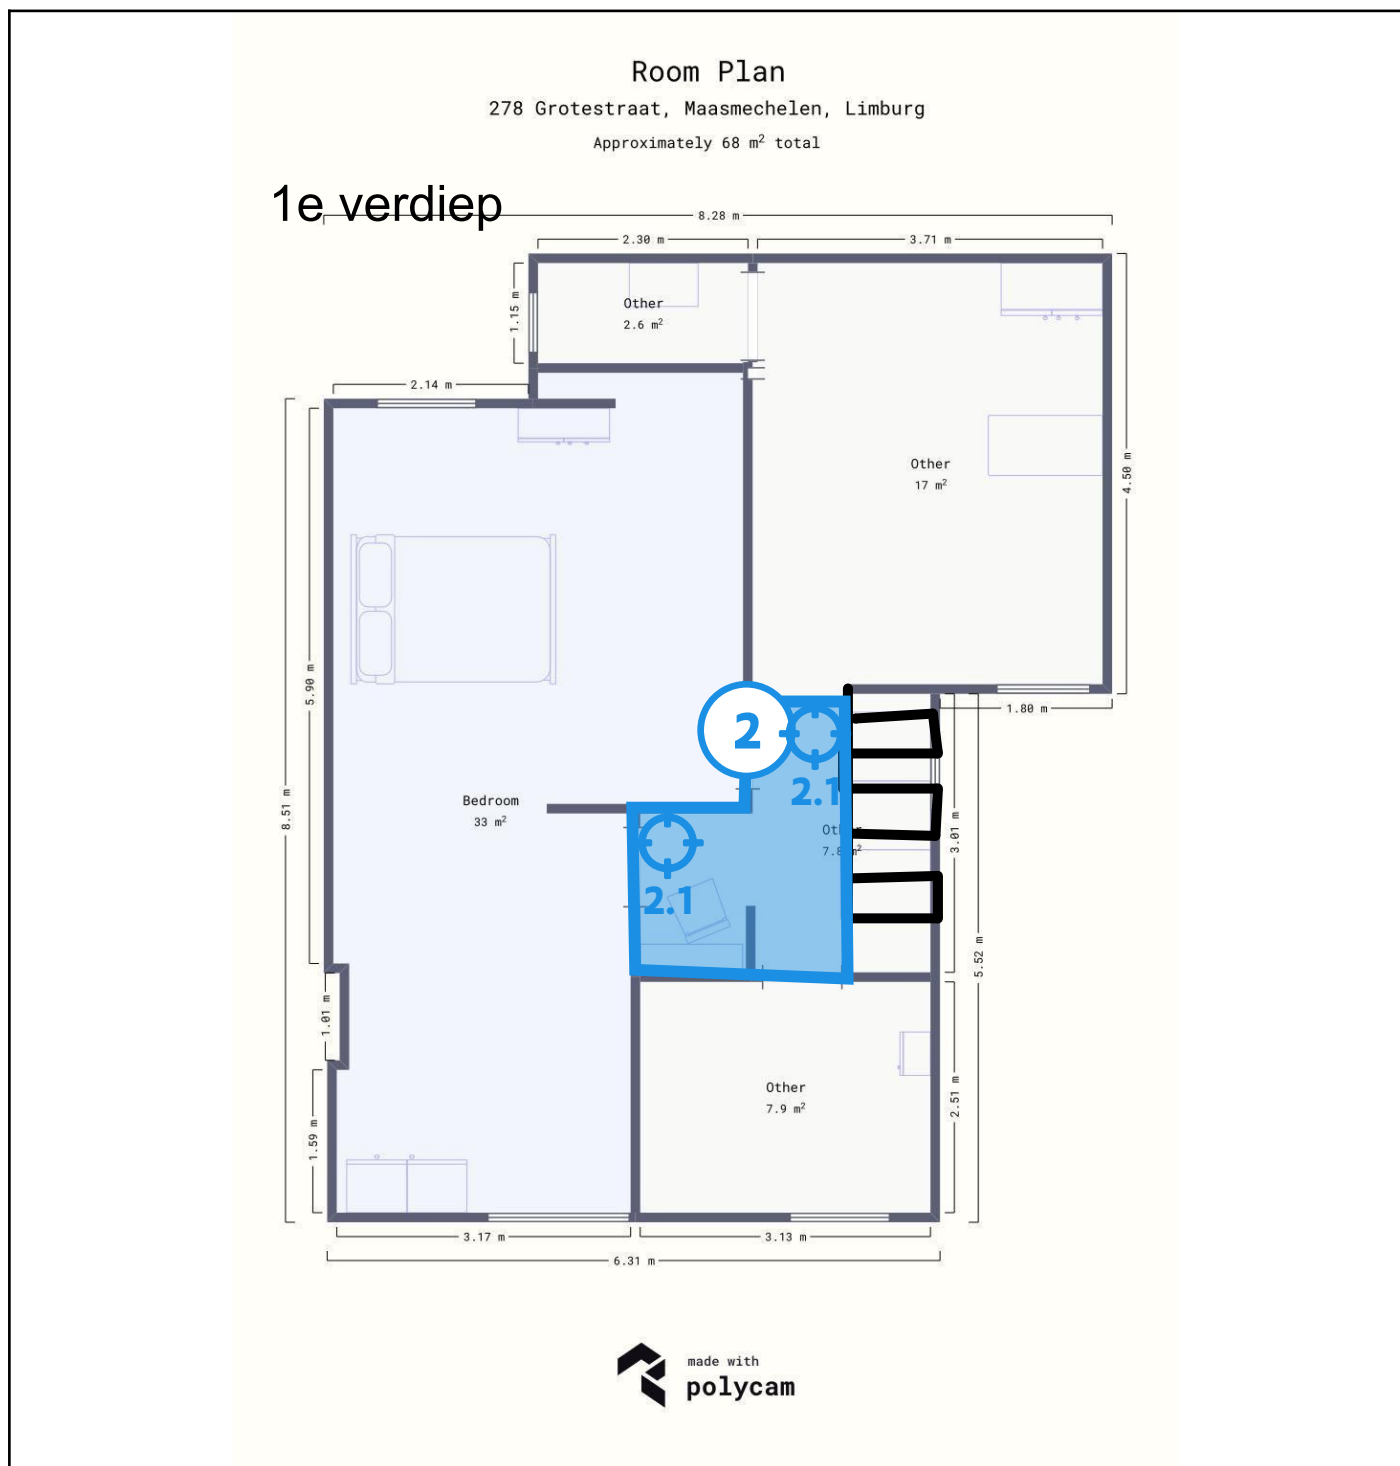 Room Plan
278 Grotestraat, Maasmechelen, Limburg
Approximately 68 m² total
1e verdiep
8.28 m
2.30 m
3.71 m
1.15 m
Other
2.6 m²
2.14 m
Other
17 m²
4.50 m
5.90 m
8.51 m
1.80 m
2
2.1
Bedroom
33 m²
3.01 m
2.1
5.52 m
1.01 m
Other
7.9 m²
2.51 m
1.59 m
3.17 m
3.13 m
6.31 m
made with
polycam